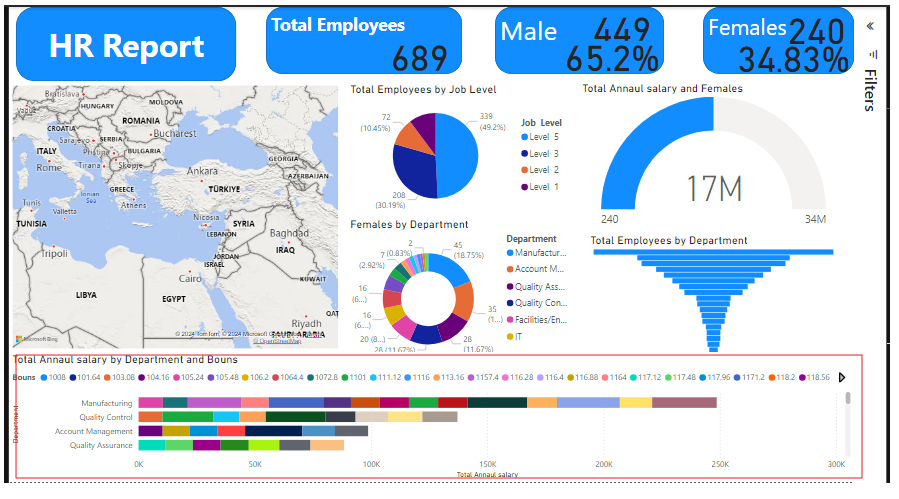 HR Report
Total Employees
689
Male 449
65.2%
Females 240
34.83%
«
Filters
Bratislava
HUNGARY
MOLDOVA
ROMANIA
CROATIA
Bucharest
Sarajevo
SERBIA
ITALY
BULGARIA
Rome
Tirana
Skopje
GEORGIA
AZERBAIJAN
Ankara
GREECE
TÜRKIYE
Ionian
Sea
Athens
Tunis
Valletta
Nicosia
TUNISIA
SYRIA
LEBANON
Baghdad
Tripoli
JORDAN
IRAQ
ISRAEL
Cairo
KUWAIT
LIBYA
EGYPT
Riyadh
SAUDI ARABIA
Microsoft Bing
© 2024 TomTom, © 2024 Microsoft
© OpenStreetMap
Total Employees by Job Level
339
(49.2%)
208
(30.19%)
72
(10.45%)
Job Level
Level 5
Level 3
Level 2
Level 1
Total Annaul salary and Females
17M
240
34M
Females by Department
45
(18.75%)
35
(1...)
28
(11.67%)
28 (11.67%)
20 (8...)
16
(6...)
16
(6...)
7
(2.92%)
2
(0.83%)
Department
Manufactur...
Account M...
Quality Ass...
Quality Con...
Facilities/En...
IT
Total Employees by Department
Total Annaul salary by Department and Bouns
Bouns 1008 101.64 103.08 104.16 105.24 105.48 106.2 1064.4 1072.8 1101 111.12 1116 113.16 1157.4 116.28 116.4 116.88 1164 117.12 117.48 117.96 1171.2 118.2 118.56
Department
Manufacturing
Quality Control
Account Management
Quality Assurance
0K 50K 100K 150K 200K 250K 300K
Total Annaul salary